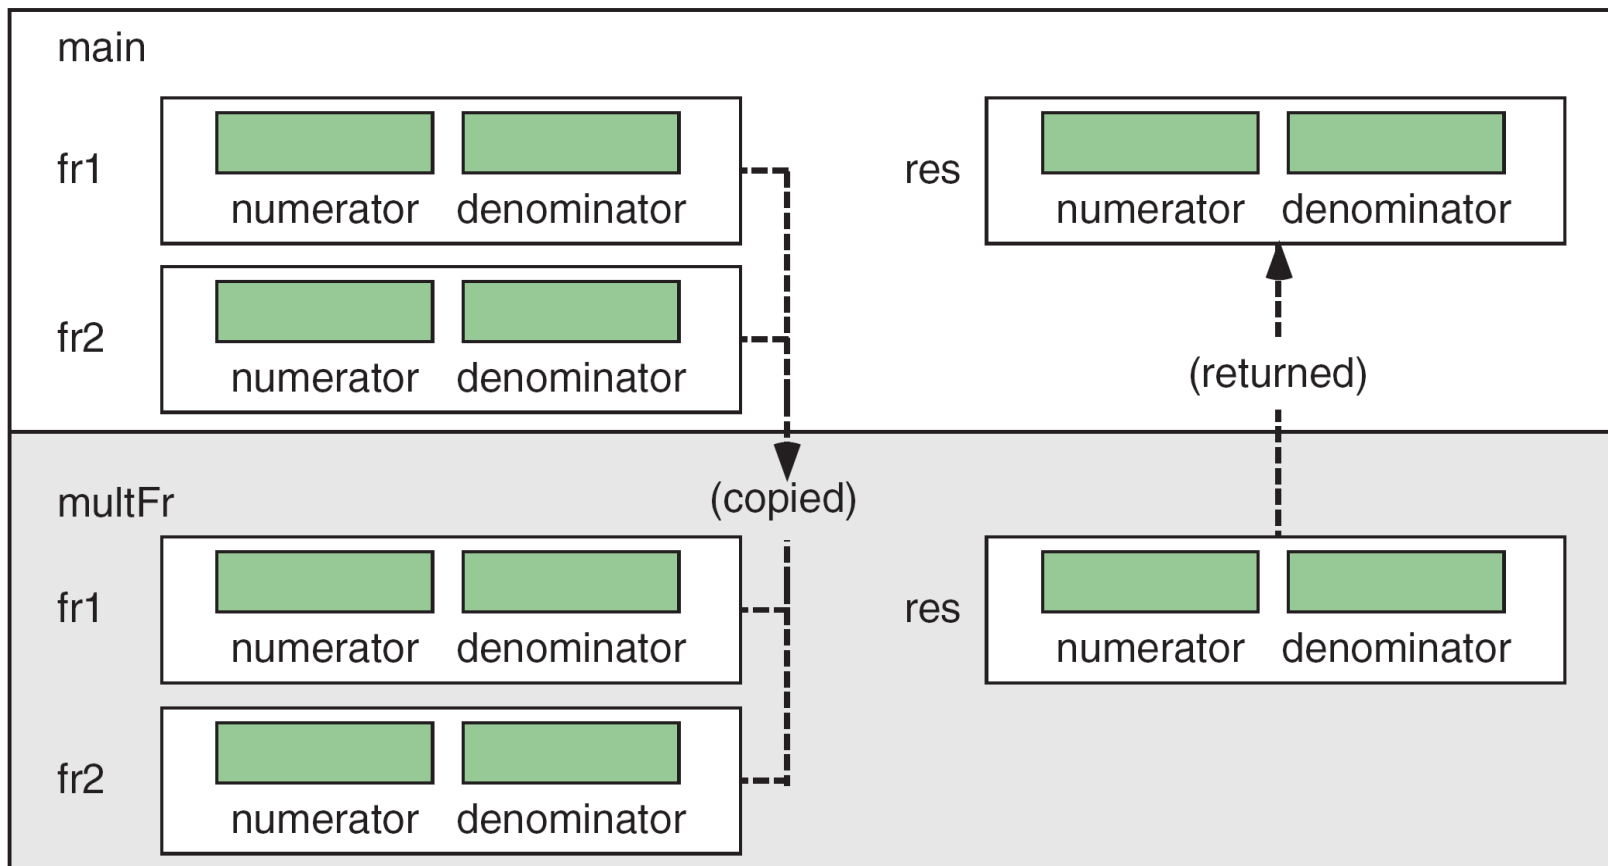 main
fr1
numerator denominator
res
numerator denominator
fr2
numerator denominator
(returned)
(copied)
multFr
fr1
numerator denominator
res
numerator denominator
fr2
numerator denominator